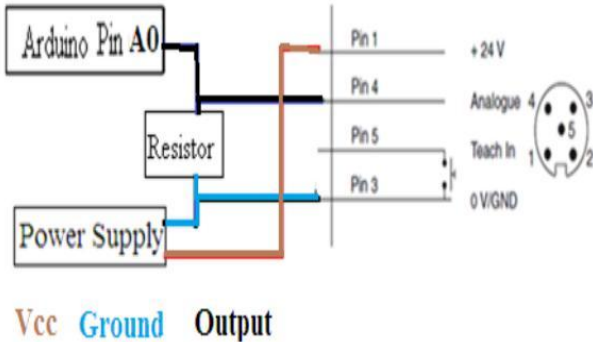 Arduino Pin A0
Pin 1 + 24 V
Pin 4 Analogue 4 3
Resistor
5
Pin 5 Teach In
1 2
Pin 3 0 V/GND
Power Supply
Vcc Ground Output